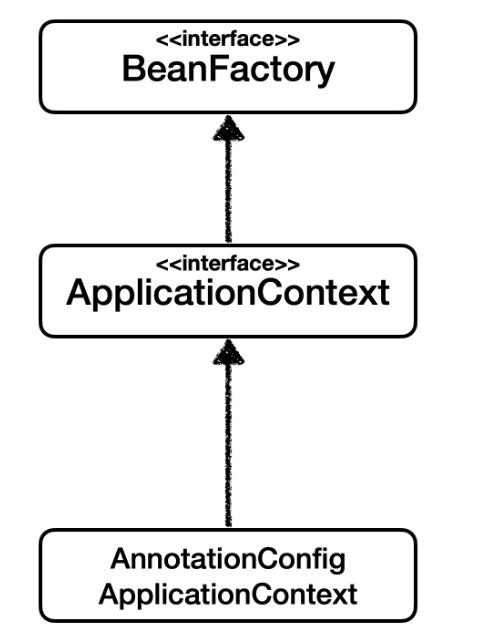 <<interface>>
BeanFactory
<<interface>>
ApplicationContext
AnnotationConfig
ApplicationContext